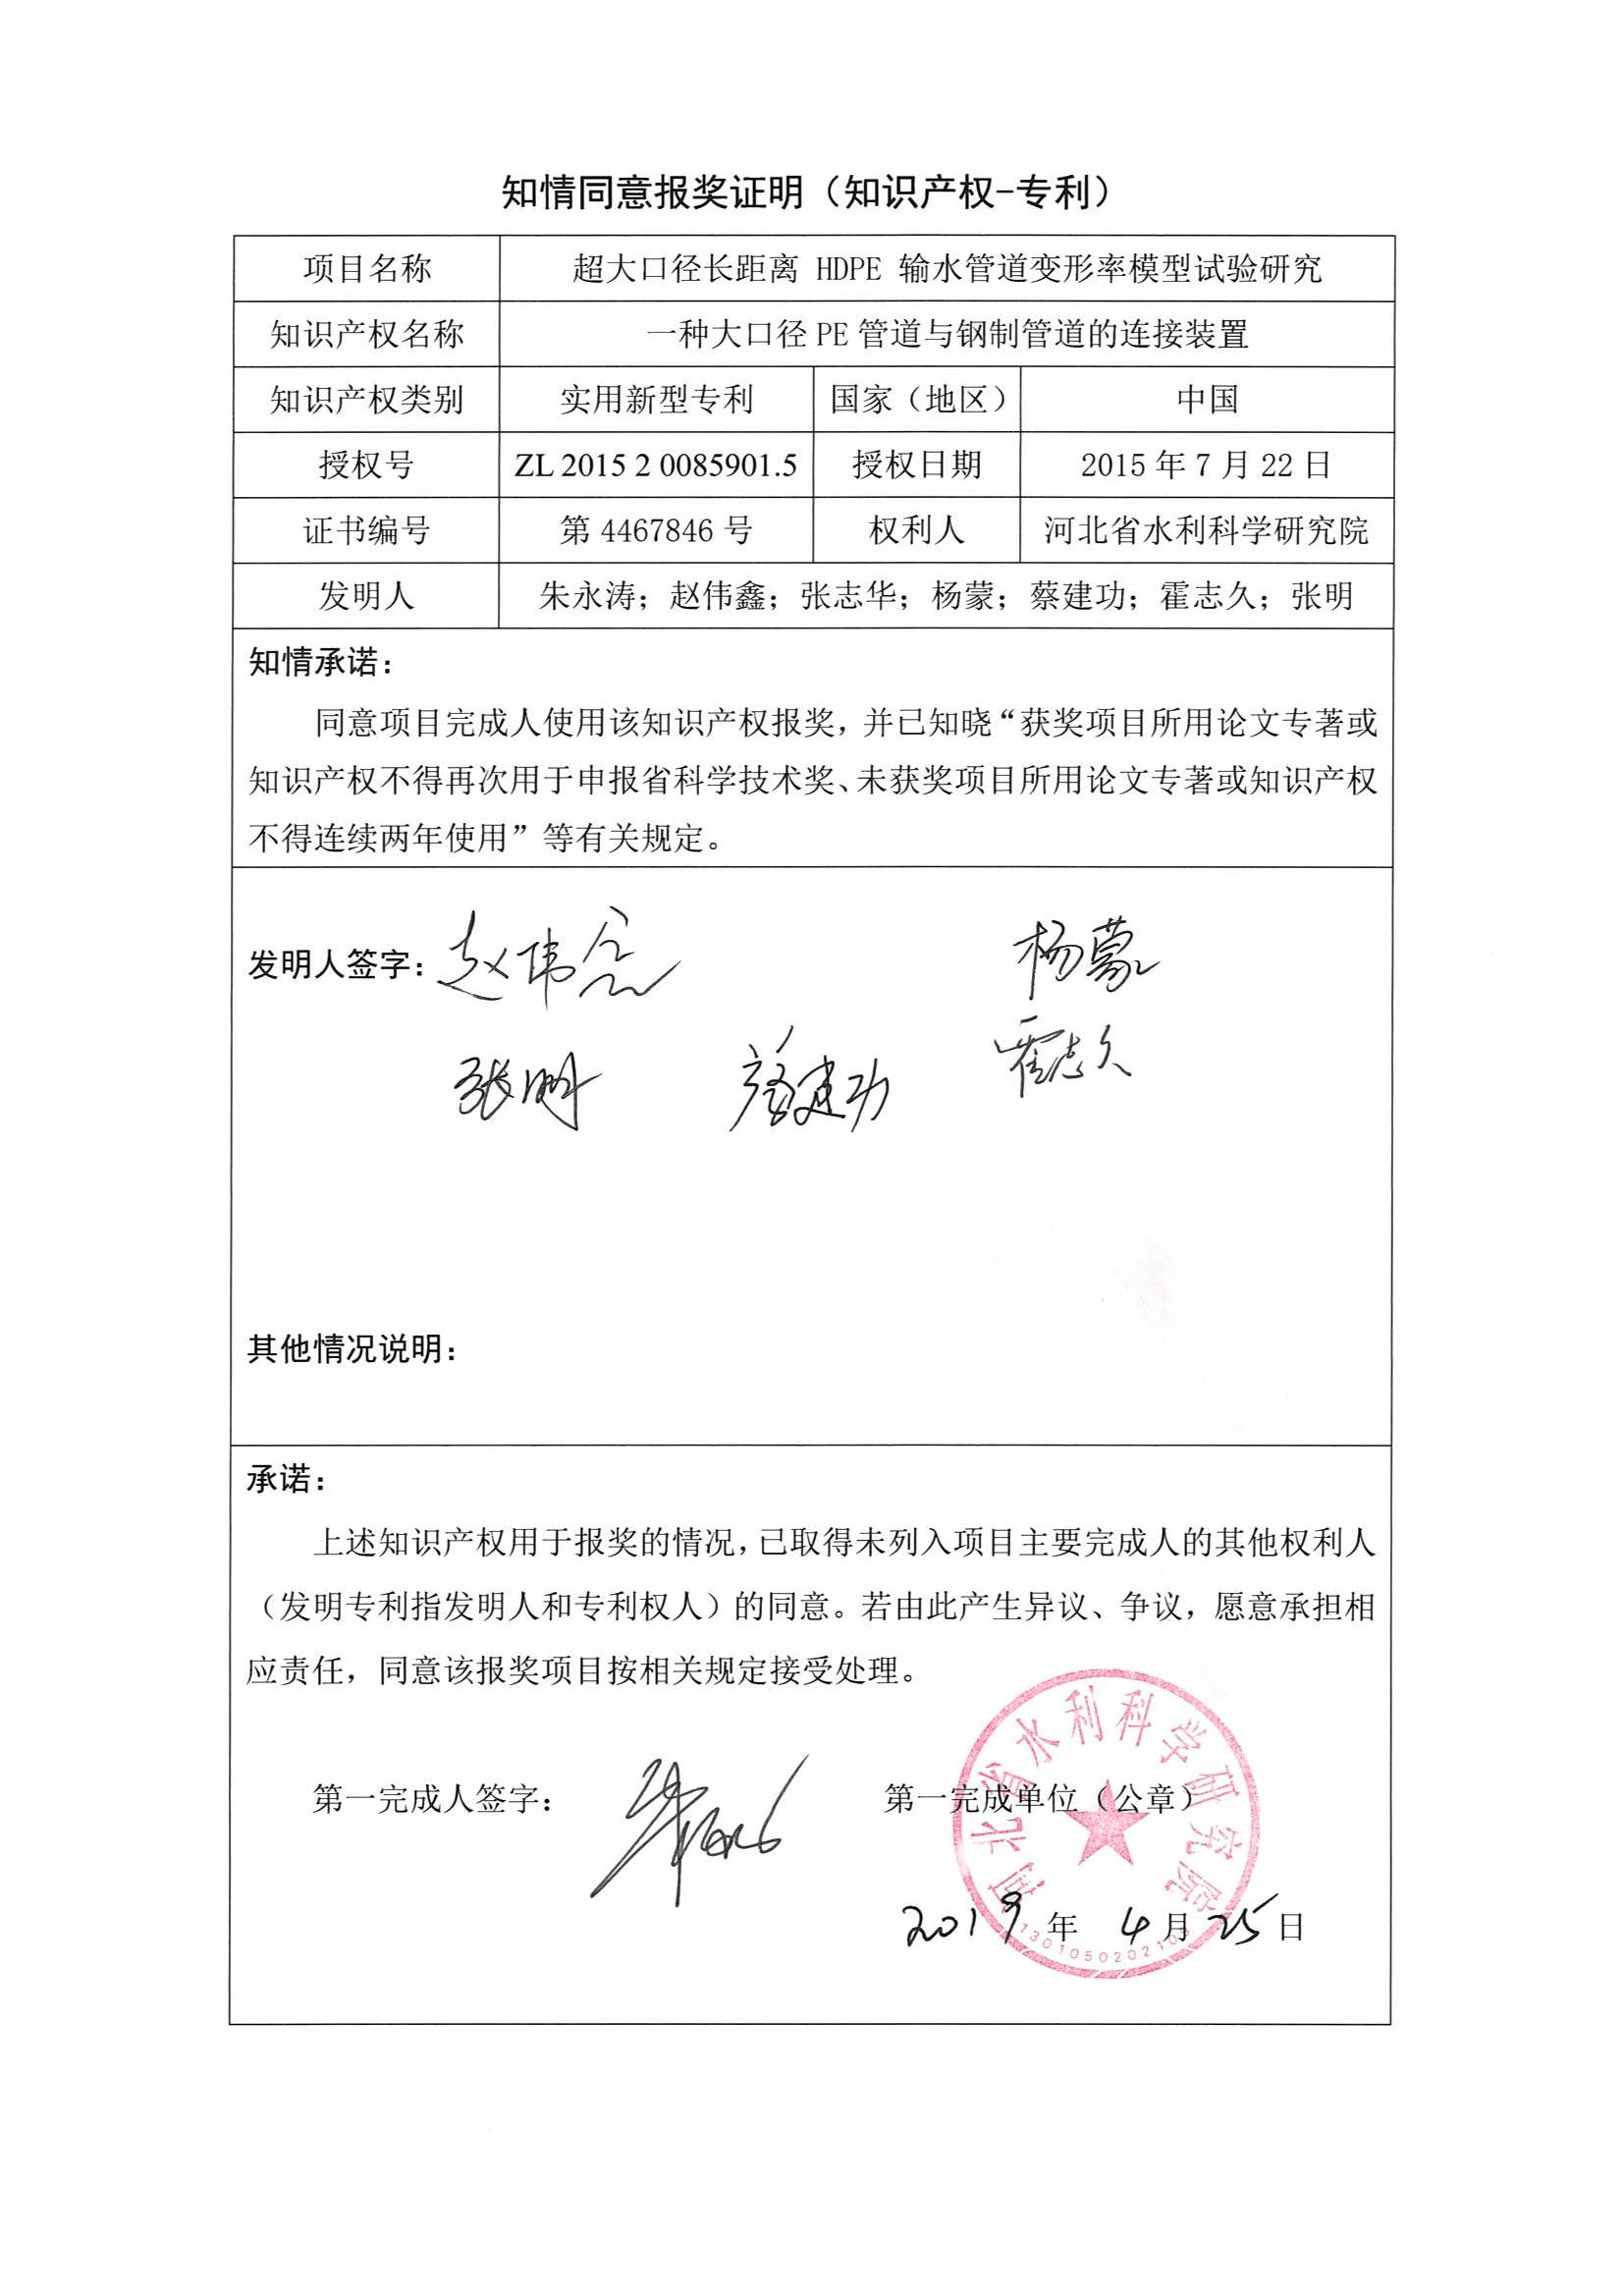 知情同意报奖证明（知识产权-专利）
项目名称 超大口径长距离 HDPE 输水管道变形率模型试验研究
知识产权名称 一种大口径 PE 管道与钢制管道的连接装置
知识产权类别 实用新型专利 国家（地区） 中国
授权号 ZL 2015 2 0085901.5 授权日期 2015 年 7 月 22 日
证书编号 第 4467846 号 权利人 河北省水利科学研究院
发明人 朱永涛；赵伟鑫；张志华；杨蒙；蔡建功；霍志久；张明
知情承诺：
同意项目完成人使用该知识产权报奖，并已知晓“获奖项目所用论文专著或
知识产权不得再次用于申报省科学技术奖、未获奖项目所用论文专著或知识产权
不得连续两年使用”等有关规定。
发明人签字：赵伟鑫 杨蒙
张明 蔡建功 霍志久
其他情况说明：
承诺：
上述知识产权用于报奖的情况，已取得未列入项目主要完成人的其他权利人
（发明专利指发明人和专利权人）的同意。若由此产生异议、争议，愿意承担相
应责任，同意该报奖项目按相关规定接受处理。
第一完成人签字： 第一完成单位（公章）
河北省水利科学研究院
2019 年 4 月 25 日